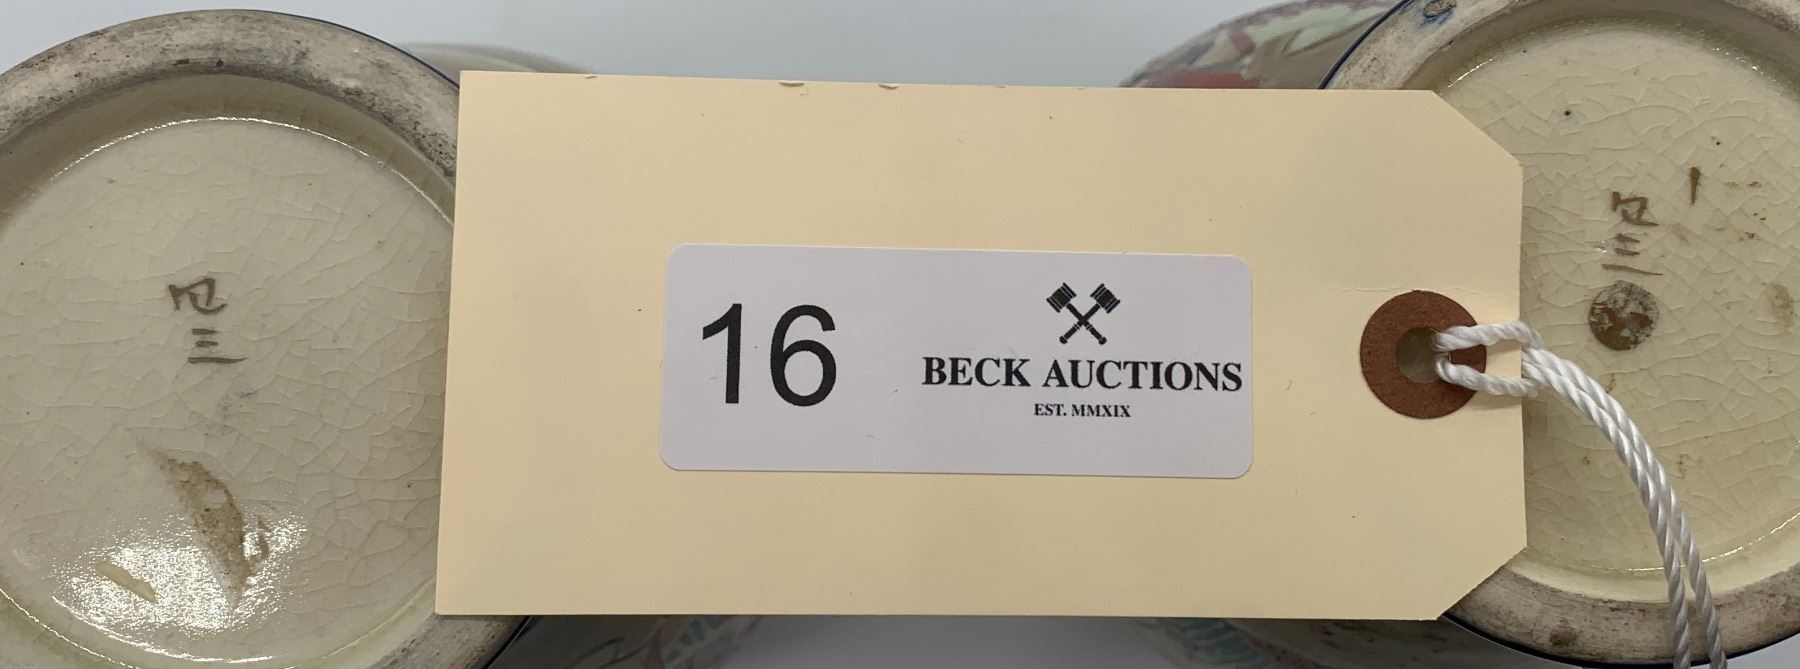 16
BECK AUCTIONS
EST. MMXIX